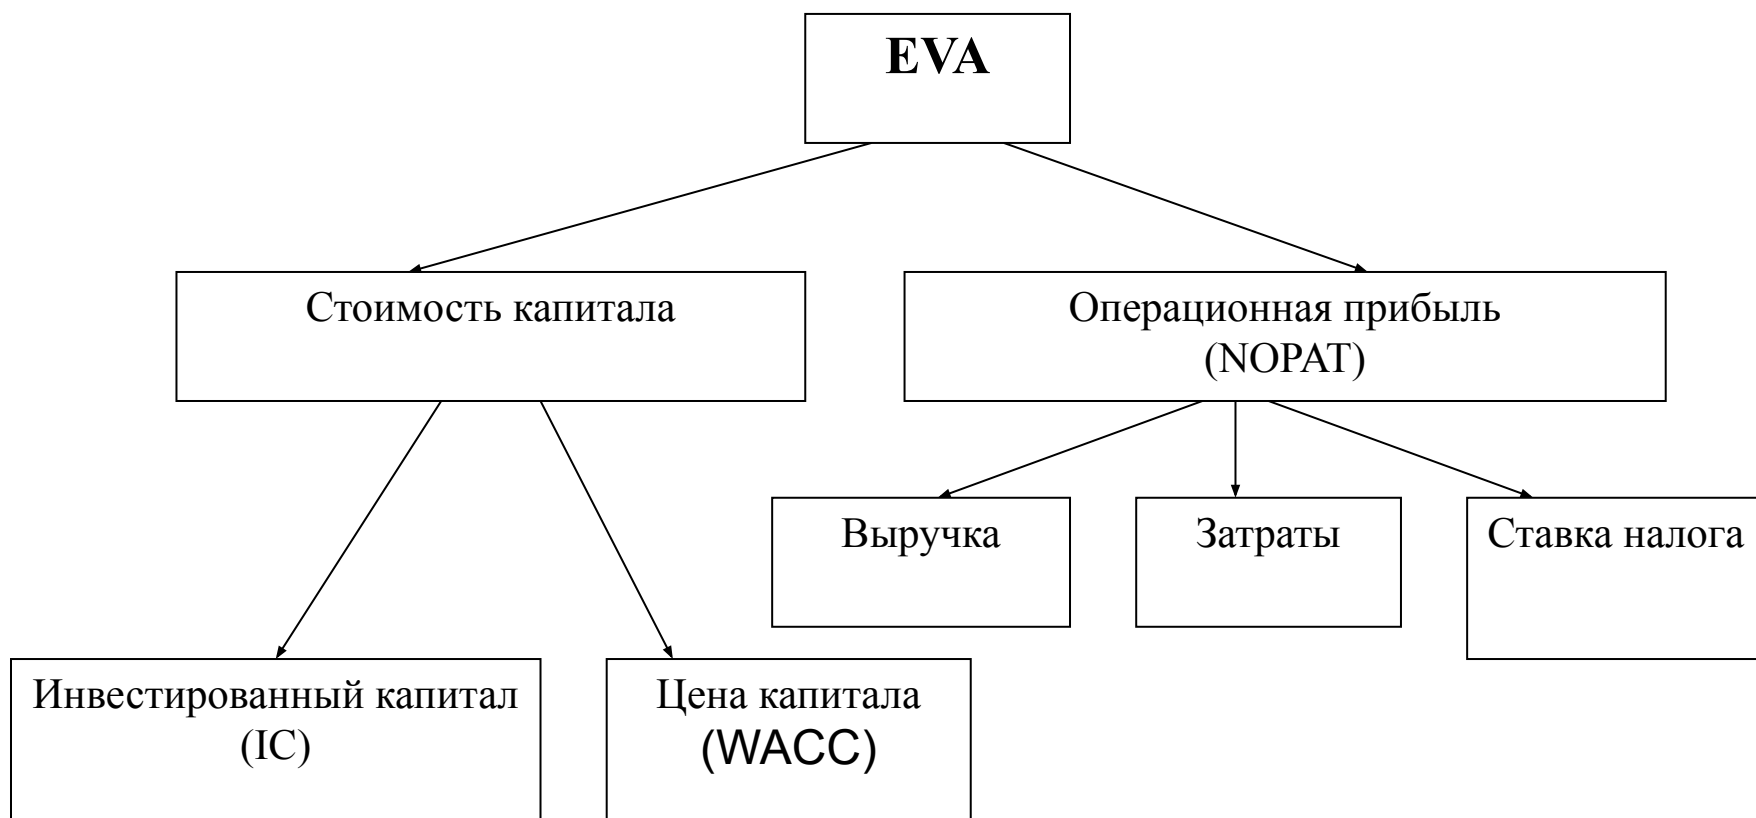 EVA
Стоимость капитала
Операционная прибыль
(NOPAT)
Выручка
Затраты
Ставка налога
Инвестированный капитал
(IC)
Цена капитала
(WACC)